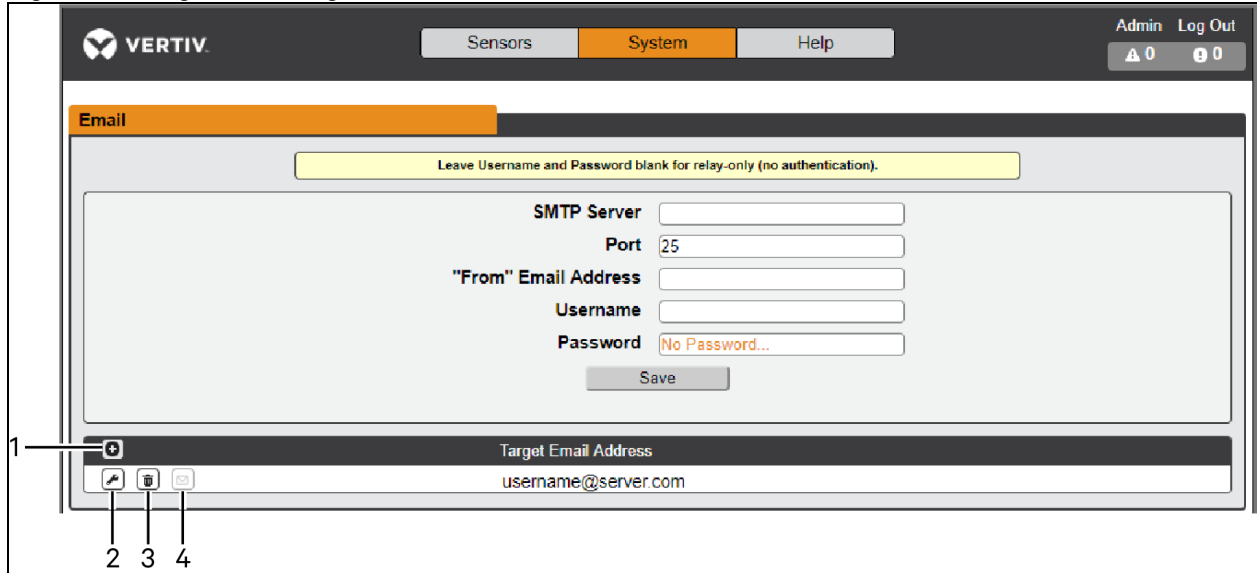 VERTIV.
Sensors System Help
Admin Log Out
0 0
Email
Leave Username and Password blank for relay-only (no authentication).
SMTP Server
Port 25
"From" Email Address
Username
Password No Password...
Save
1
Target Email Address
username@server.com
2 3 4